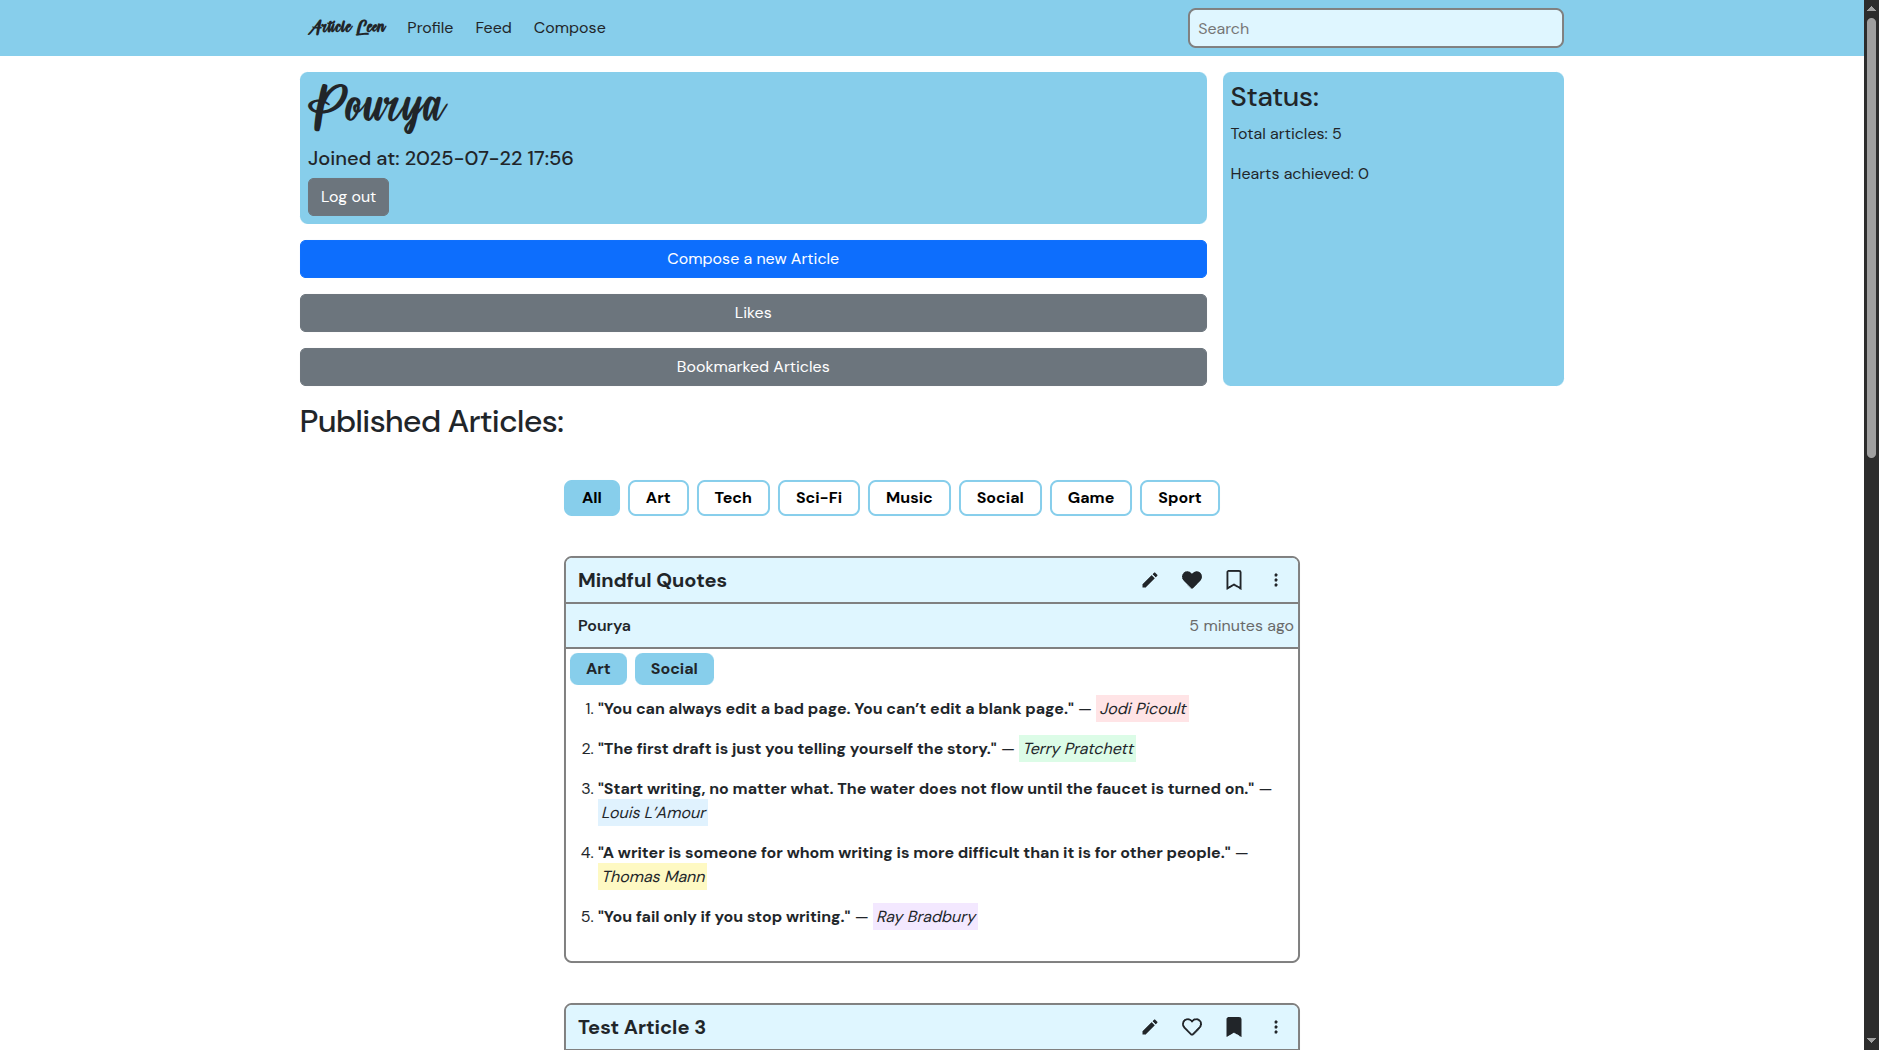 Article Leen Profile Feed Compose Search
Pourya
Joined at: 2025-07-22 17:56
Log out
Status:
Total articles: 5
Hearts achieved: 0
Compose a new Article
Likes
Bookmarked Articles
Published Articles:
All Art Tech Sci-Fi Music Social Game Sport
Mindful Quotes
Pourya 5 minutes ago
Art Social
1. "You can always edit a bad page. You can’t edit a blank page." — Jodi Picoult
2. "The first draft is just you telling yourself the story." — Terry Pratchett
3. "Start writing, no matter what. The water does not flow until the faucet is turned on." —
Louis L’Amour
4. "A writer is someone for whom writing is more difficult than it is for other people." —
Thomas Mann
5. "You fail only if you stop writing." — Ray Bradbury
Test Article 3